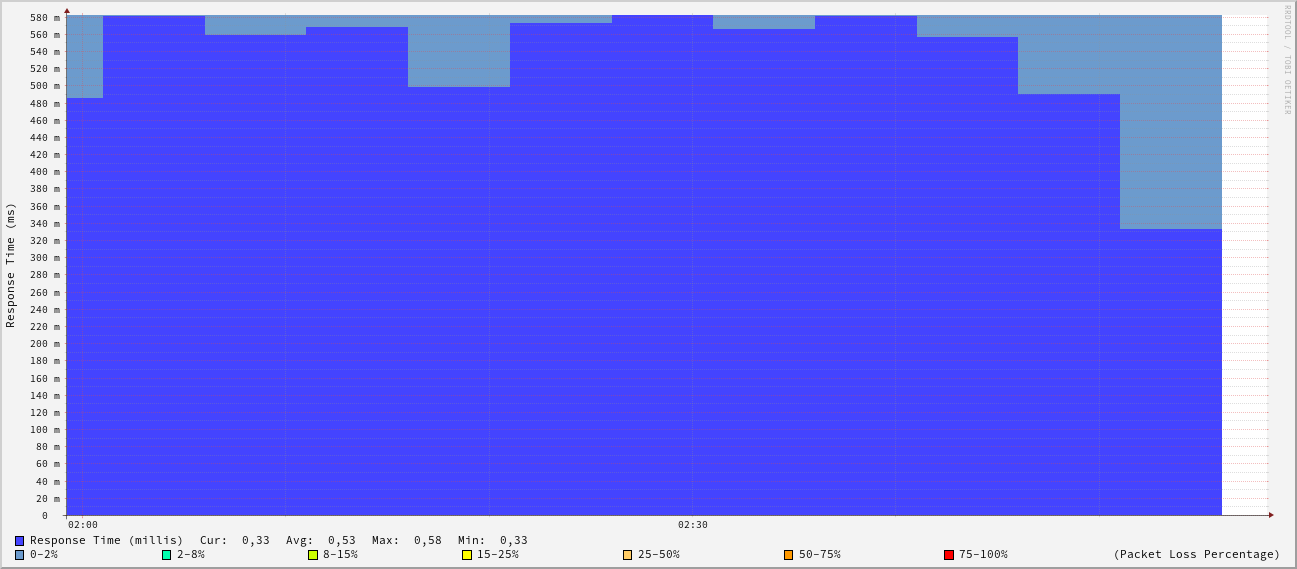 RRDTOOL / TOBI OETIKER
Response Time (ms)
580 m
560 m
540 m
520 m
500 m
480 m
460 m
440 m
420 m
400 m
380 m
360 m
340 m
320 m
300 m
280 m
260 m
240 m
220 m
200 m
180 m
160 m
140 m
120 m
100 m
80 m
60 m
40 m
20 m
0
02:00 02:30
Response Time (millis) Cur: 0,33 Avg: 0,53 Max: 0,58 Min: 0,33
0-2% 2-8% 8-15% 15-25% 25-50% 50-75% 75-100% (Packet Loss Percentage)